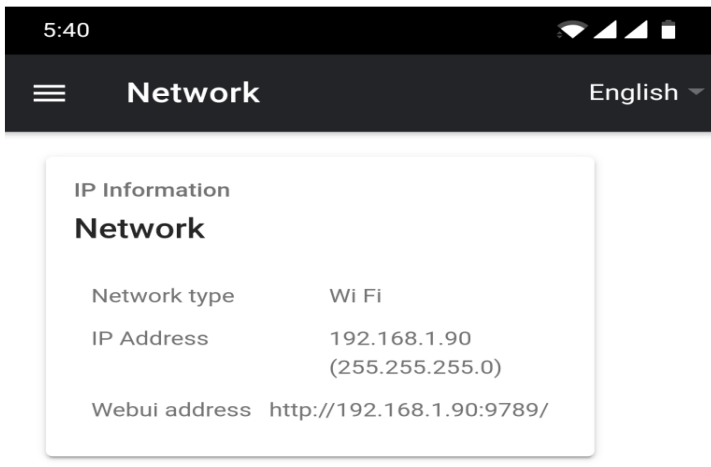 5:40
Network English
IP Information
Network
Network type Wi Fi
IP Address 192.168.1.90
(255.255.255.0)
Webui address http://192.168.1.90:9789/